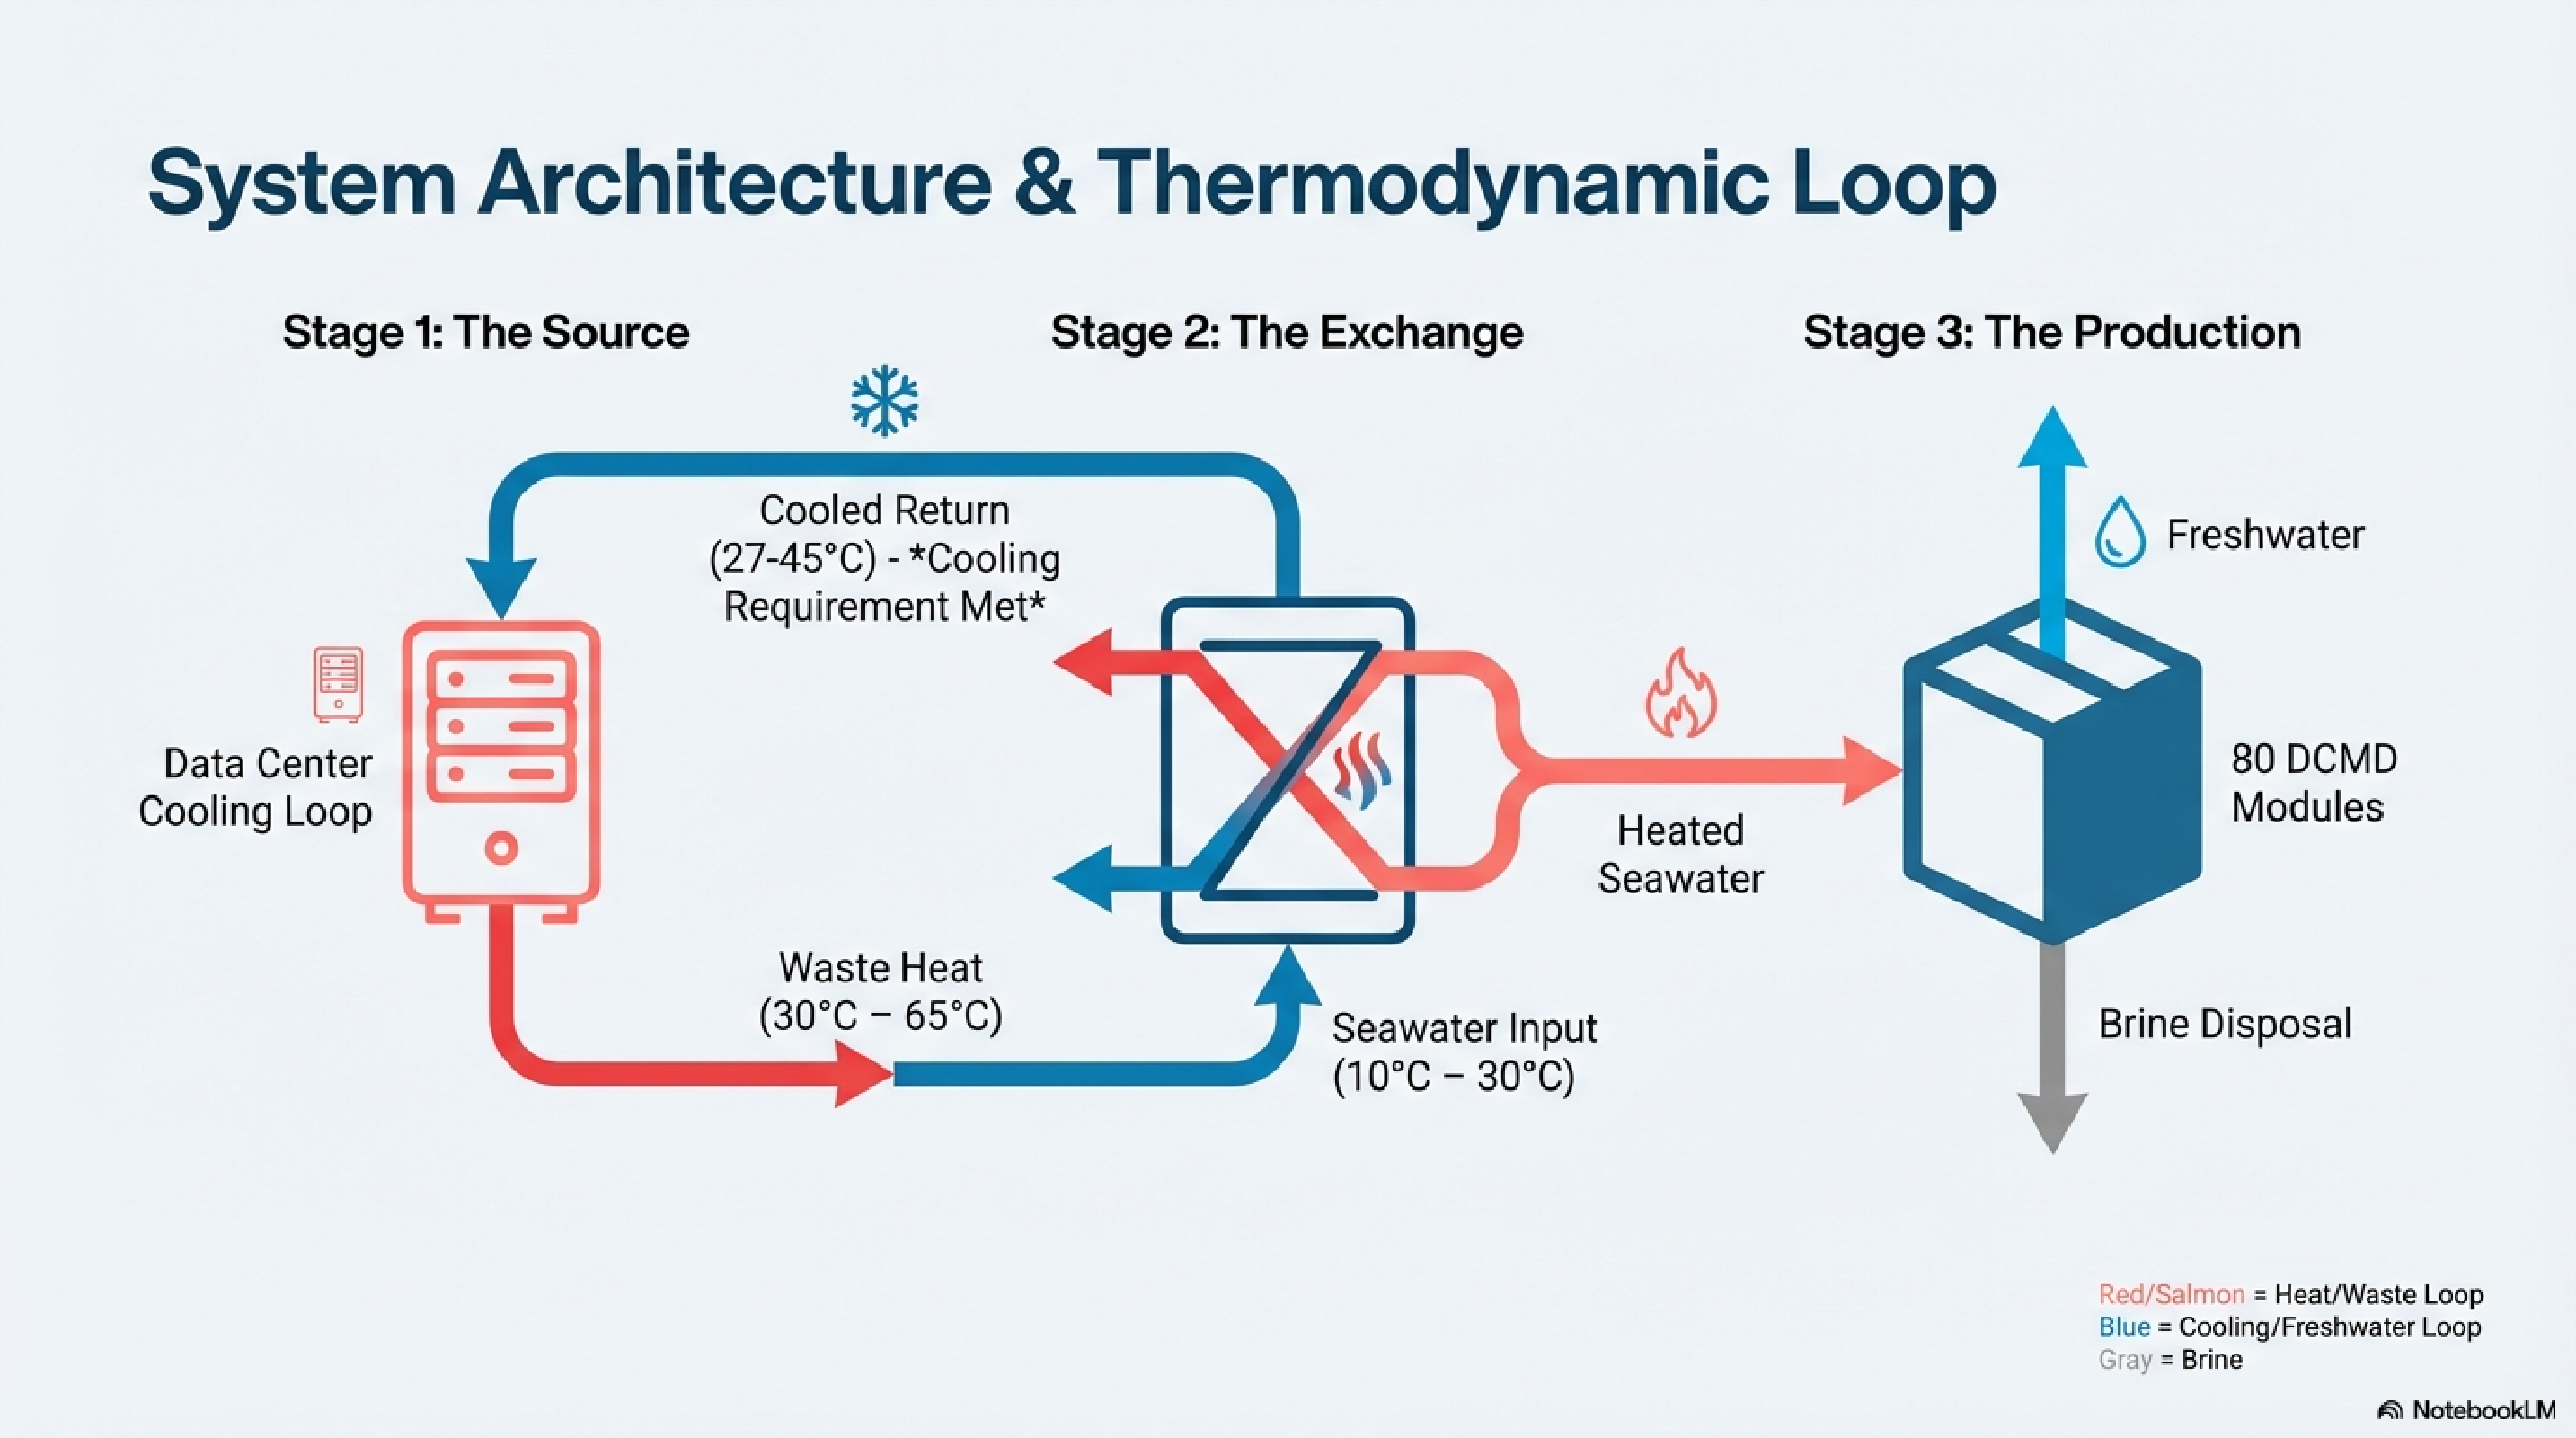 System Architecture & Thermodynamic Loop
Stage 1: The Source
Stage 2: The Exchange
Stage 3: The Production
Cooled Return
(27-45°C) - *Cooling
Requirement Met*
Freshwater
Data Center
Cooling Loop
80 DCMD
Modules
Heated
Seawater
Waste Heat
(30°C – 65°C)
Seawater Input
(10°C – 30°C)
Brine Disposal
Red/Salmon = Heat/Waste Loop
Blue = Cooling/Freshwater Loop
Gray = Brine
NotebookLM